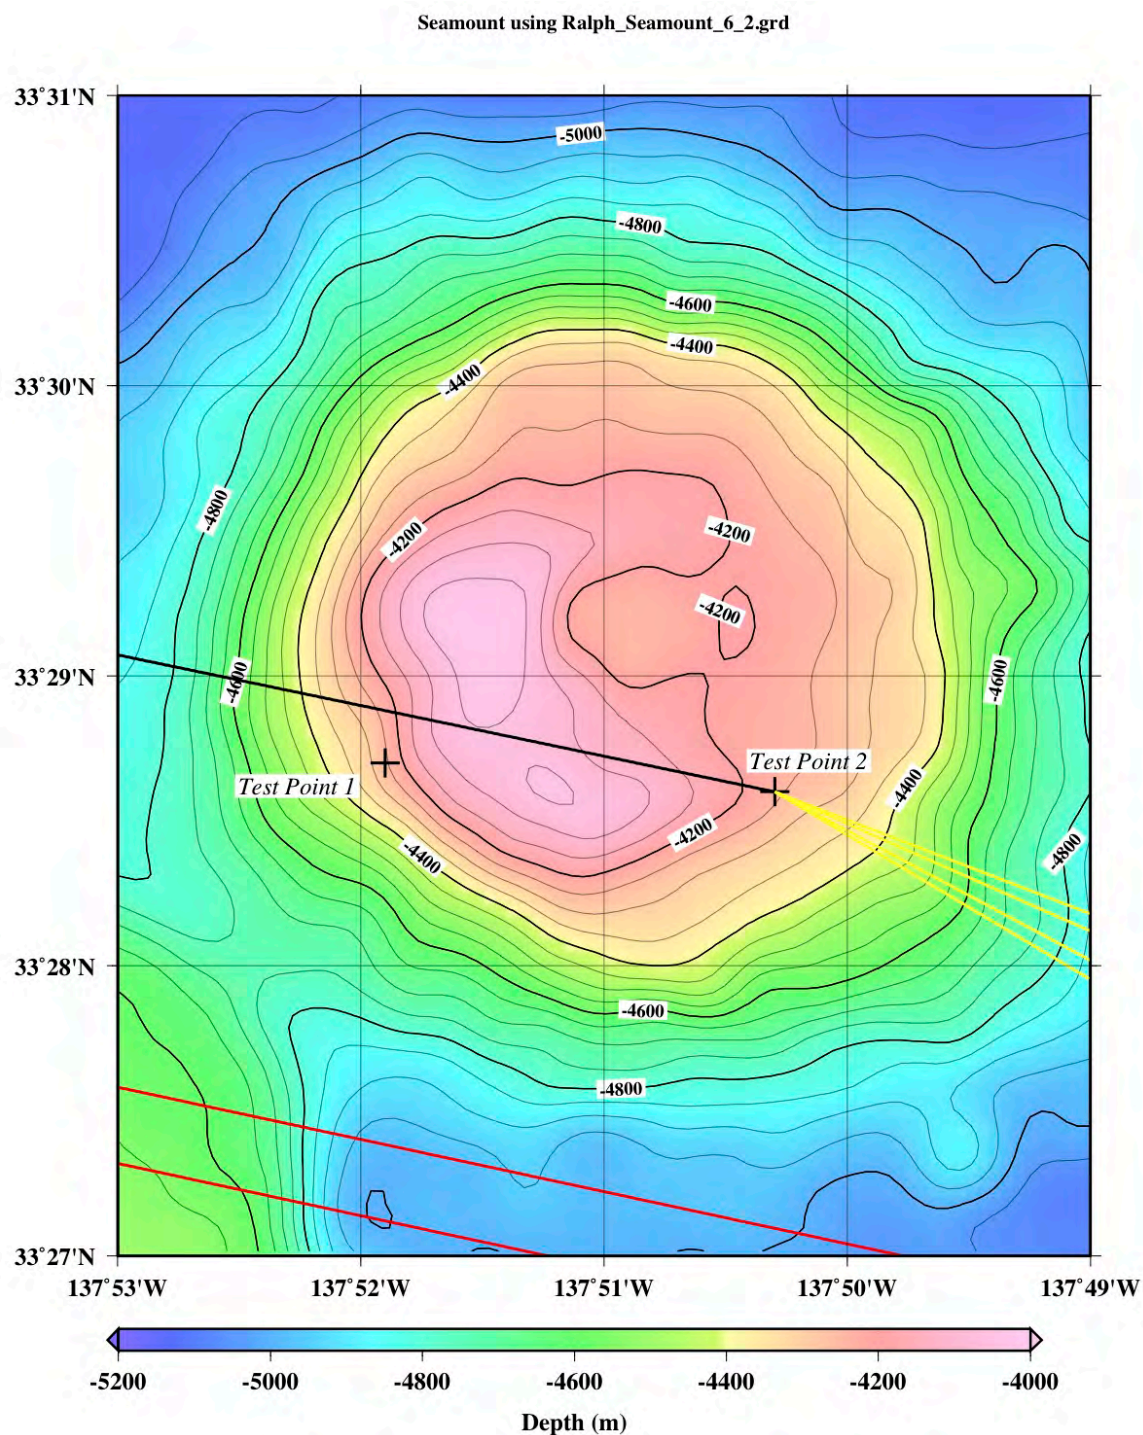 Seamount using Ralph_Seamount_6_2.grd
33˚31'N
-5000
-4800
-4600
-4400
33˚30'N
-4400
-4800
-4200
-4200
-4200
33˚29'N
-4600
-4600
Test Point 2
Test Point 1
-4400
-4200
-4400
-4800
33˚28'N
-4600
-4800
33˚27'N
137˚53'W 137˚52'W 137˚51'W 137˚50'W 137˚49'W
-5200 -5000 -4800 -4600 -4400 -4200 -4000
Depth (m)